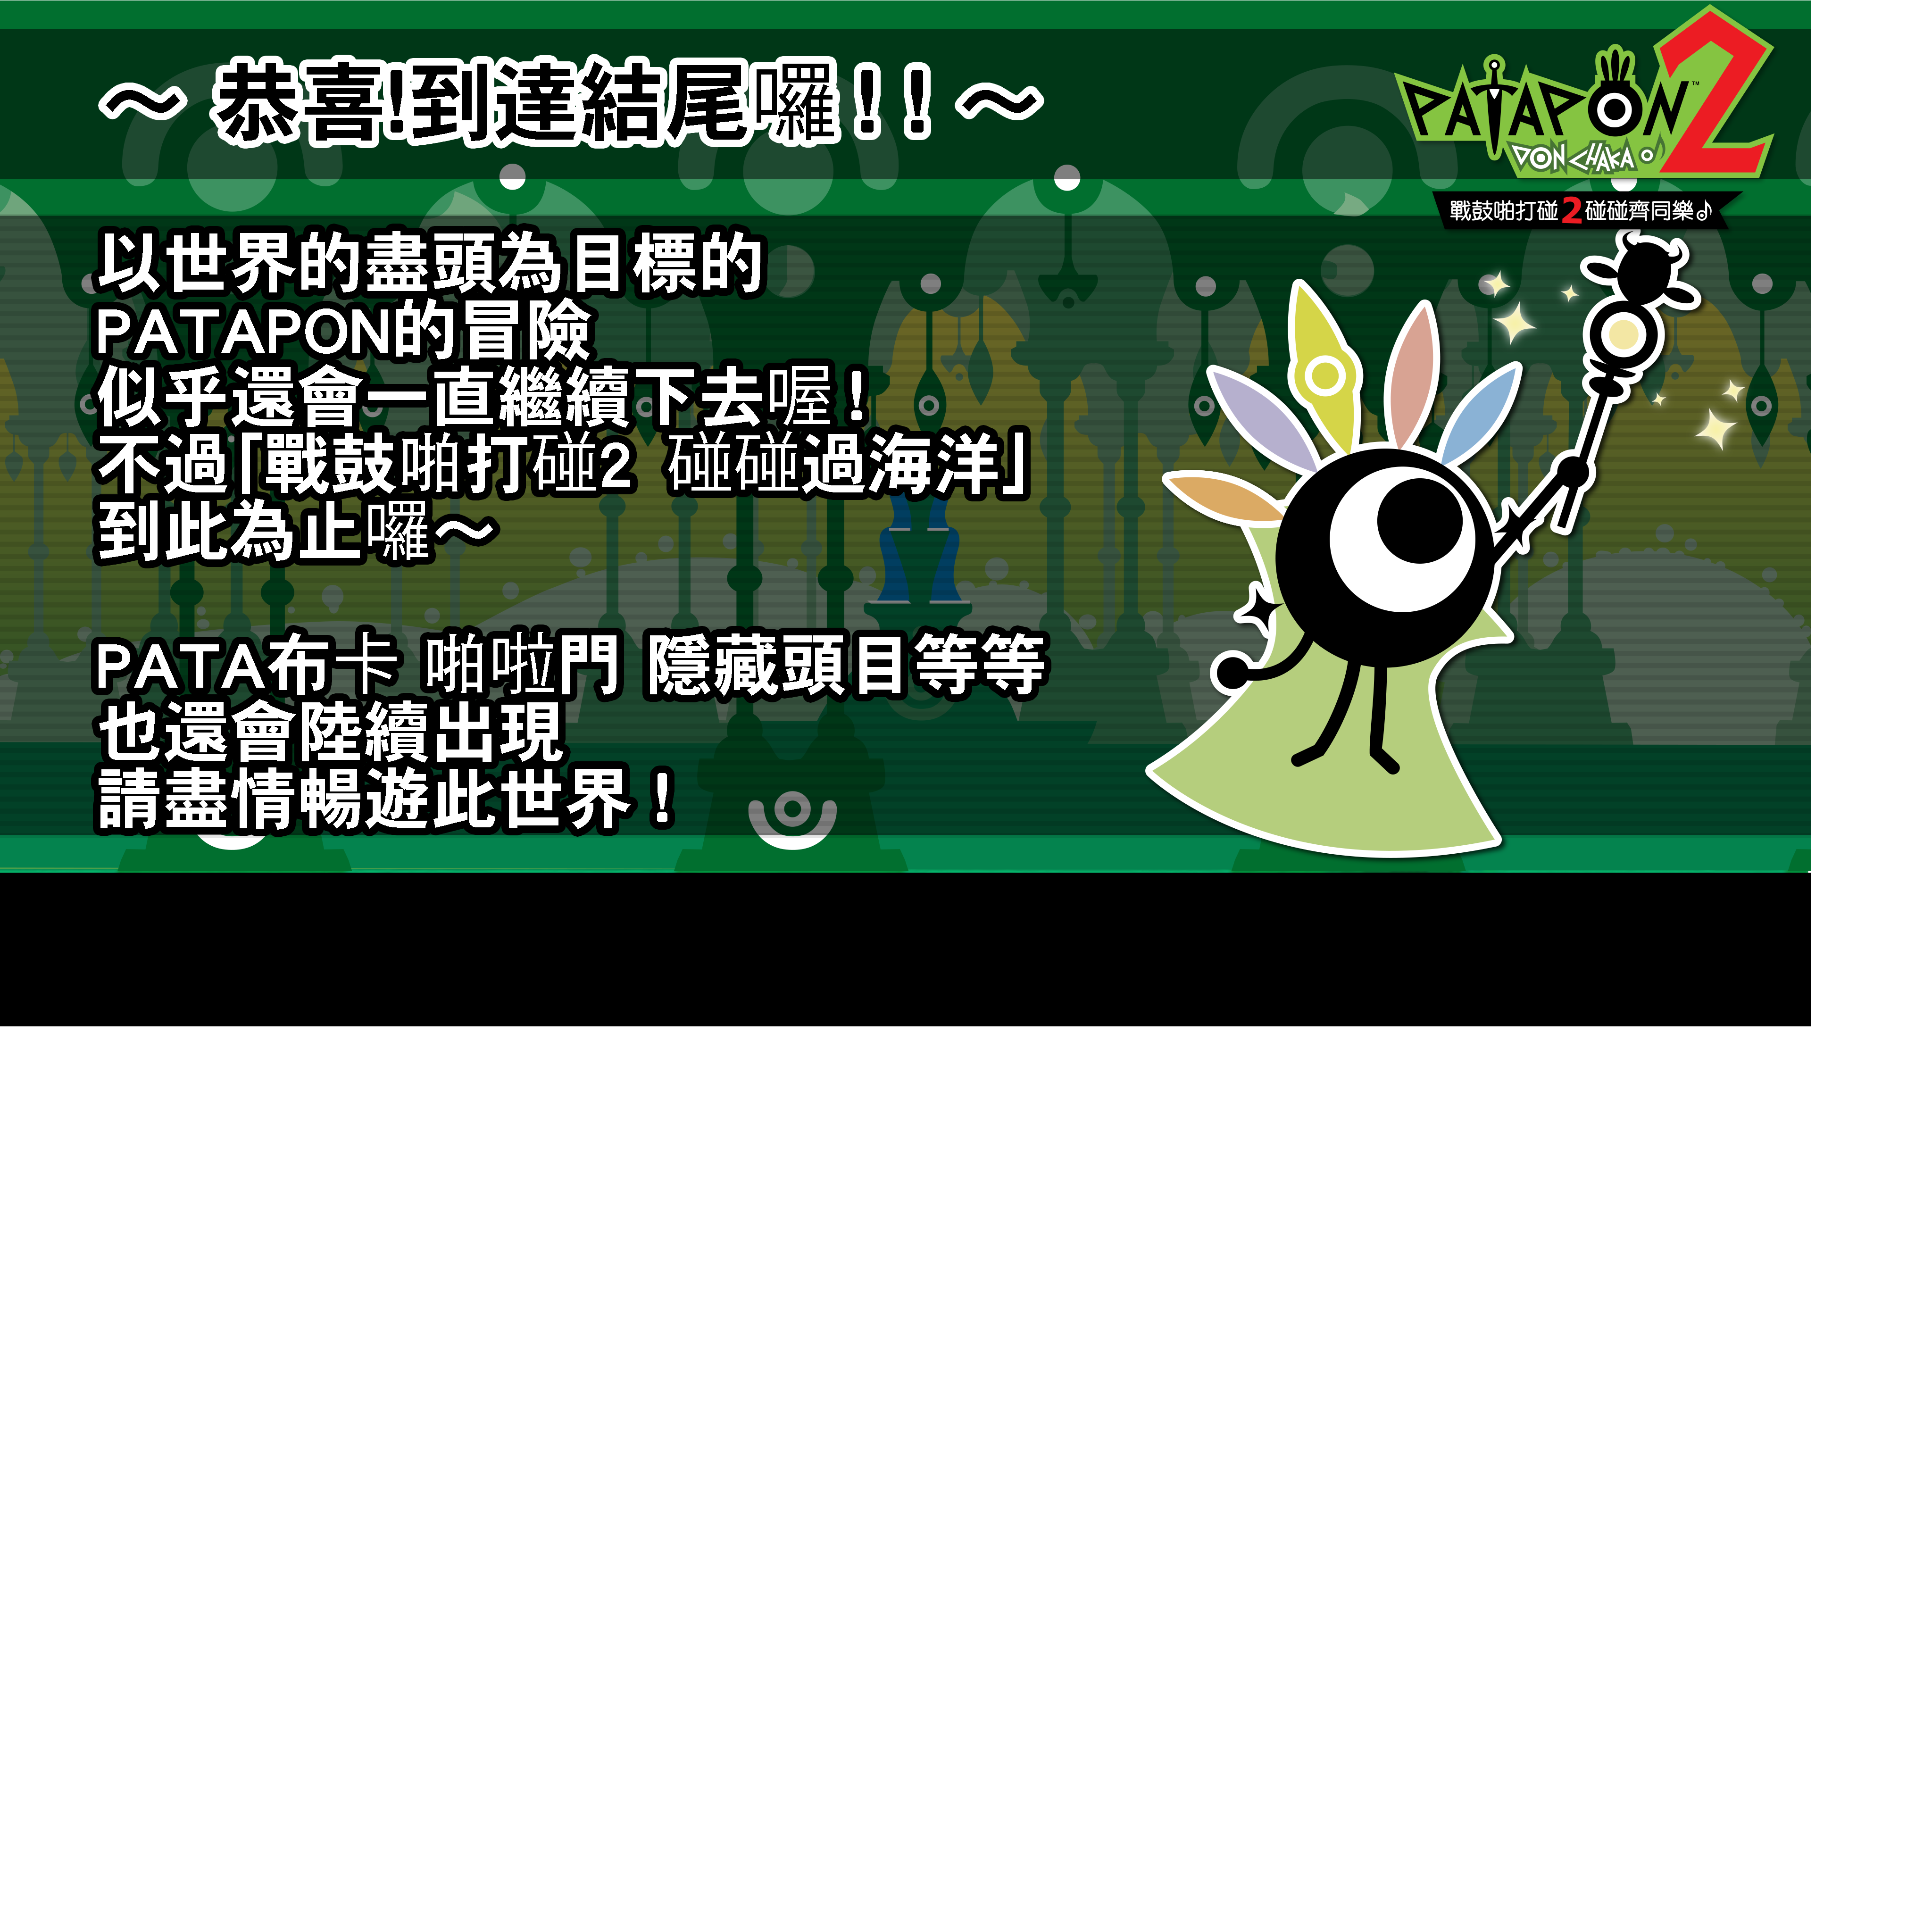 ～ 恭喜!到達結尾囉！！～
PATAPON 2™
DON CHAKA♪
戰鼓啪打碰2碰碰齊同樂♪
以世界的盡頭為目標的
PATAPON的冒險
似乎還會一直繼續下去喔！
不過「戰鼓啪打碰2 碰碰過海洋」
到此為止囉～
PATA布卡 啪啦門 隱藏頭目等等
也還會陸續出現
請盡情暢遊此世界！